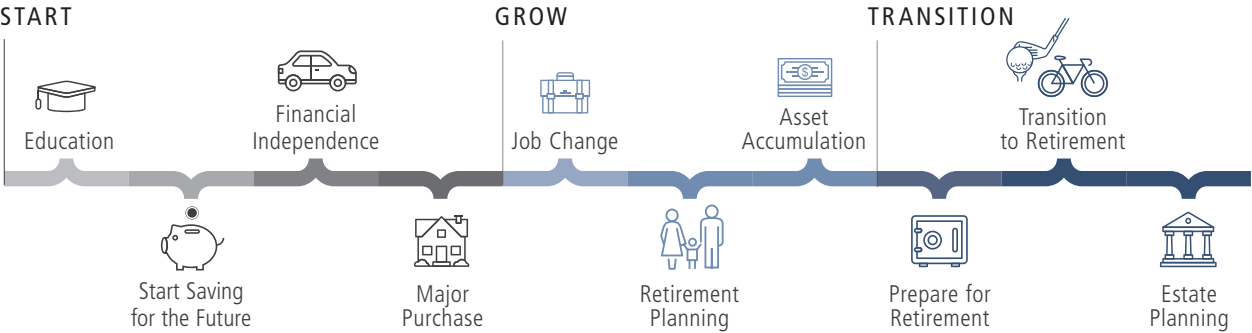 START
GROW
TRANSITION
Education
Financial
Independence
Job Change
Asset
Accumulation
Transition
to Retirement
$
Start Saving
for the Future
Major
Purchase
Retirement
Planning
Prepare for
Retirement
Estate
Planning